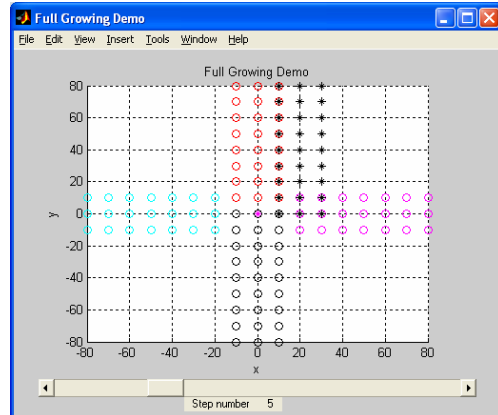 Full Growing Demo
File Edit View Insert Tools Window Help
Full Growing Demo
80
60
40
20
0
-20
-40
-60
-80
y
-80 -60 -40 -20 0 20 40 60 80
x
Step number 5